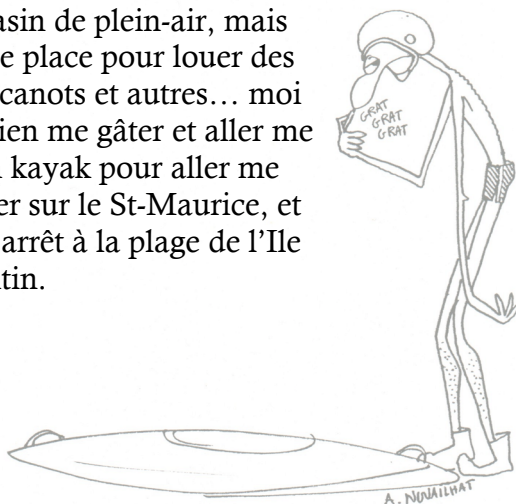 asin de plein-air, mais
e place pour louer des
canots et autres… moi
ien me gâter et aller me
kayak pour aller me
er sur le St-Maurice, et
arrêt à la plage de l'Ile
tin.
GRAT
GRAT
GRAT
A. NOUAILHAT